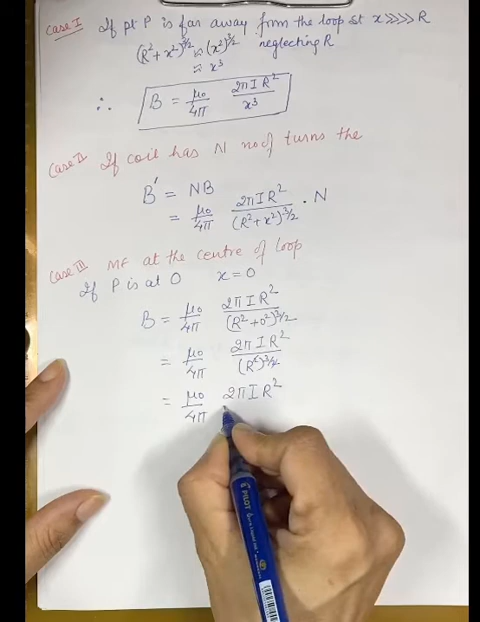 Case I If pt P is far away from the loop st x >>>> R
(R² + x²)^3/2 ≈ (x²)^3/2 neglecting R
≈ x³
∴ B = μ₀/4π 2πIR²/x³
Case II If coil has N no of turns the
B' = NB
= μ₀/4π 2πIR²/(R² + x²)^3/2 . N
Case III MF at the centre of loop
If P is at O x = 0
B = μ₀/4π 2πIR²/(R² + 0²)^3/2
= μ₀/4π 2πIR²/(R²)^3/2
= μ₀/4π 2πIR²
PILOT